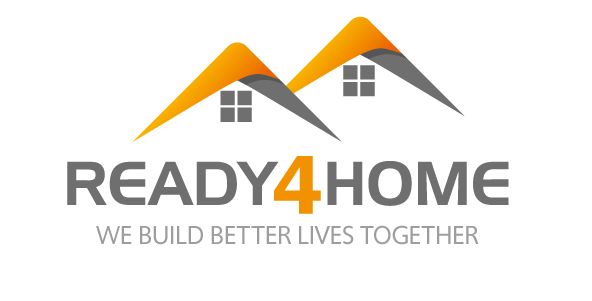 READY4HOME
WE BUILD BETTER LIVES TOGETHER